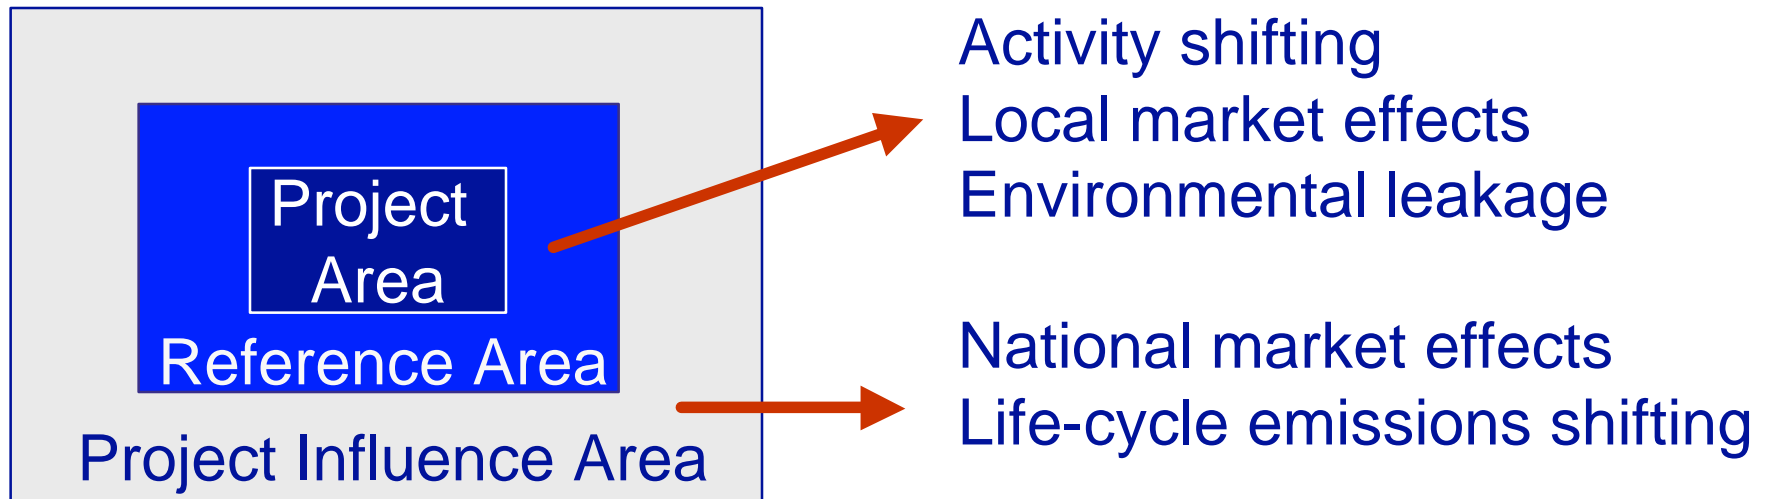 Project
Area
Reference Area
Project Influence Area
Activity shifting
Local market effects
Environmental leakage
National market effects
Life-cycle emissions shifting